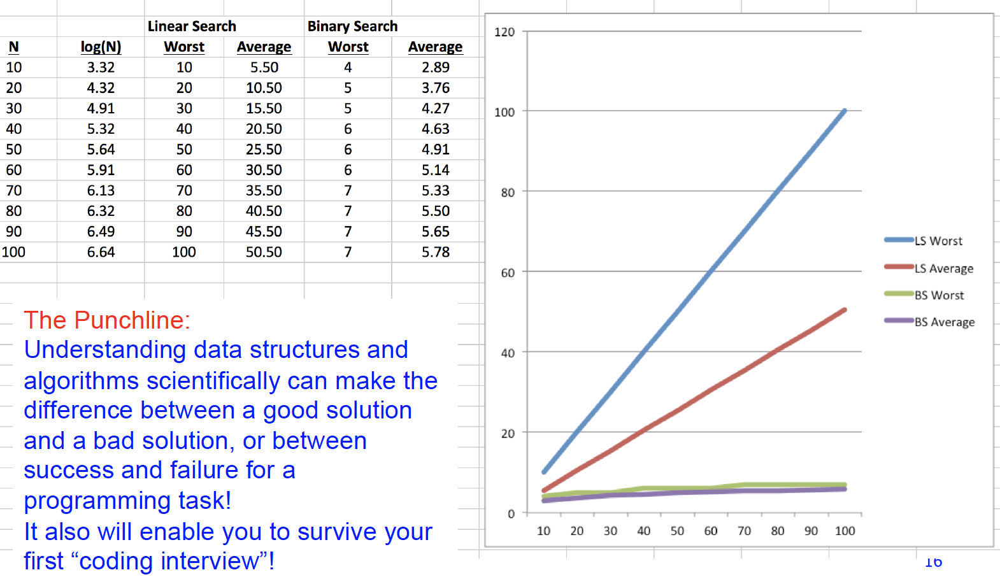 Linear Search Binary Search
N log(N) Worst Average Worst Average
10 3.32 10 5.50 4 2.89
20 4.32 20 10.50 5 3.76
30 4.91 30 15.50 5 4.27
40 5.32 40 20.50 6 4.63
50 5.64 50 25.50 6 4.91
60 5.91 60 30.50 6 5.14
70 6.13 70 35.50 7 5.33
80 6.32 80 40.50 7 5.50
90 6.49 90 45.50 7 5.65
100 6.64 100 50.50 7 5.78
The Punchline:
Understanding data structures and
algorithms scientifically can make the
difference between a good solution
and a bad solution, or between
success and failure for a
programming task!
It also will enable you to survive your
first “coding interview”!
120
100
80
60
40
20
0
10 20 30 40 50 60 70 80 90 100
LS Worst
LS Average
BS Worst
BS Average
16